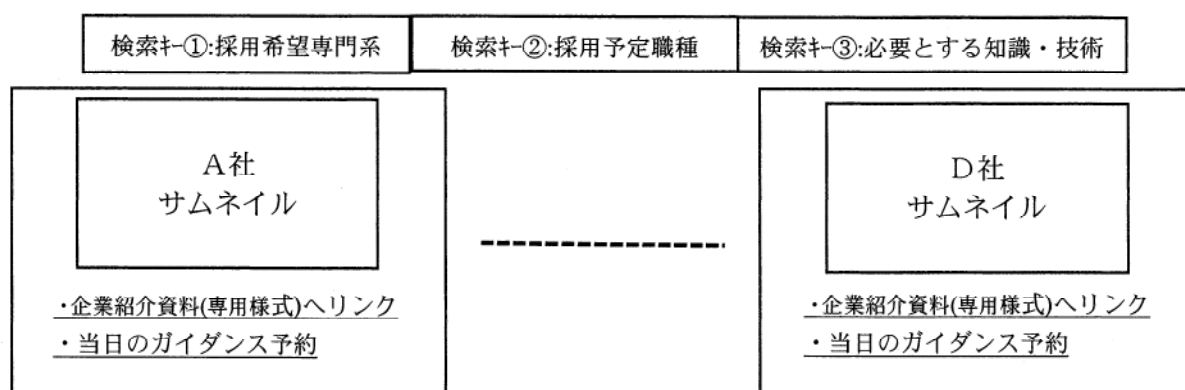 検索ｷｰ①:採用希望専門系
検索ｷｰ②:採用予定職種
検索ｷｰ③:必要とする知識・技術
A社
サムネイル
・企業紹介資料(専用様式)へリンク
・当日のガイダンス予約
D社
サムネイル
・企業紹介資料(専用様式)へリンク
・当日のガイダンス予約